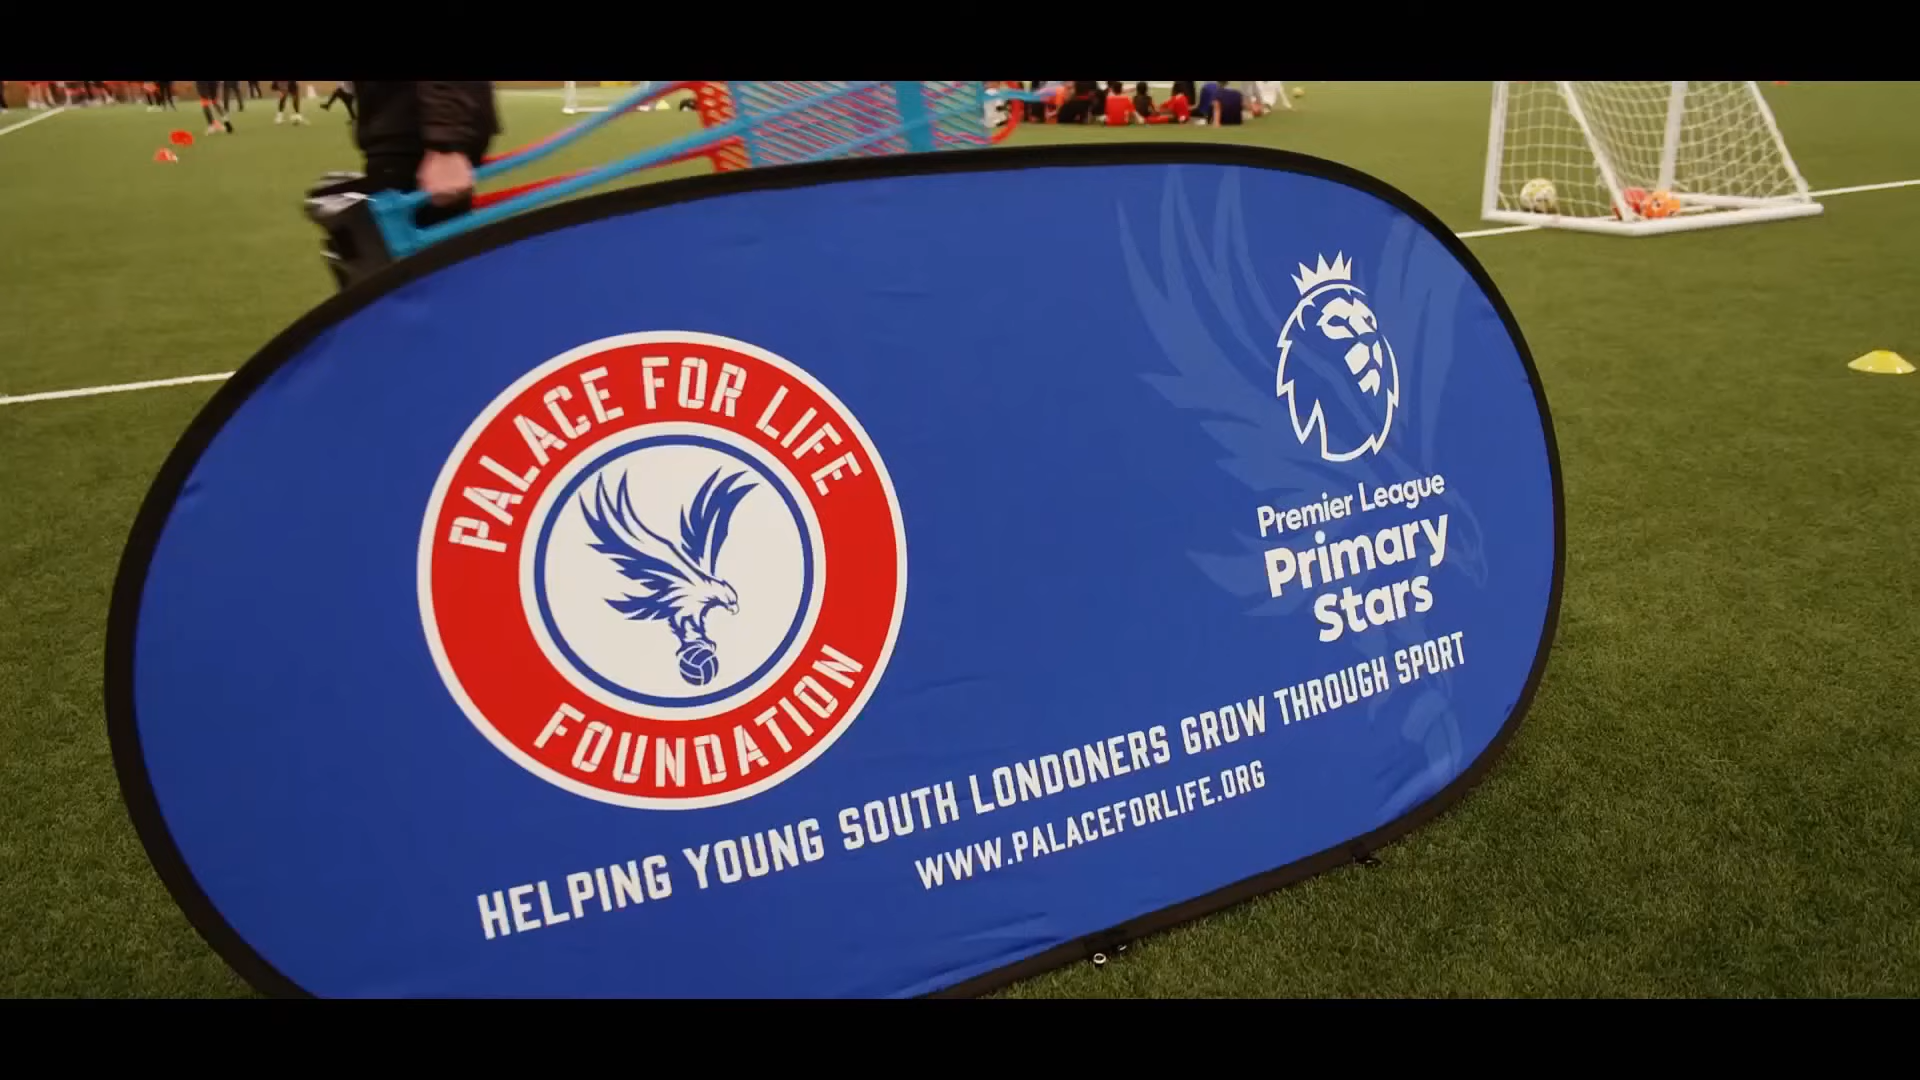 PALACE FOR LIFE
FOUNDATION
Premier League
Primary
Stars
HELPING YOUNG SOUTH LONDONERS GROW THROUGH SPORT
WWW.PALACEFORLIFE.ORG